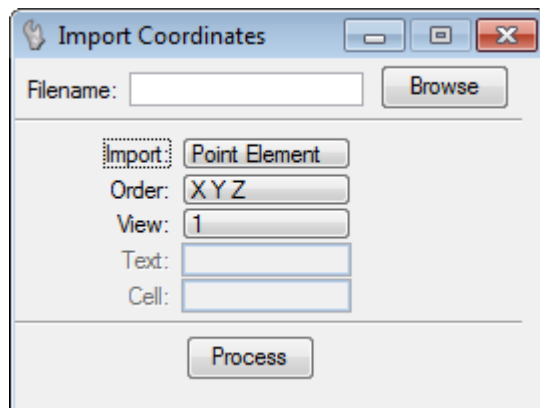 Import Coordinates
Filename: Browse
Import: Point Element
Order: X Y Z
View: 1
Text:
Cell:
Process